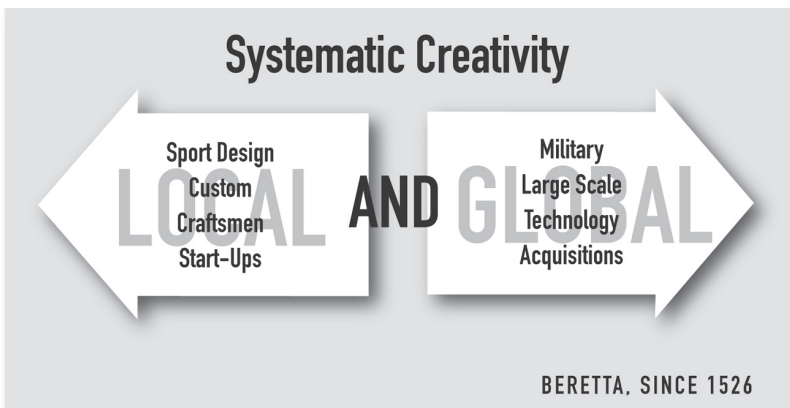 Systematic Creativity
LOCAL
Sport Design
Custom
Craftsmen
Start-Ups
AND
GLOBAL
Military
Large Scale
Technology
Acquisitions
BERETTA, SINCE 1526